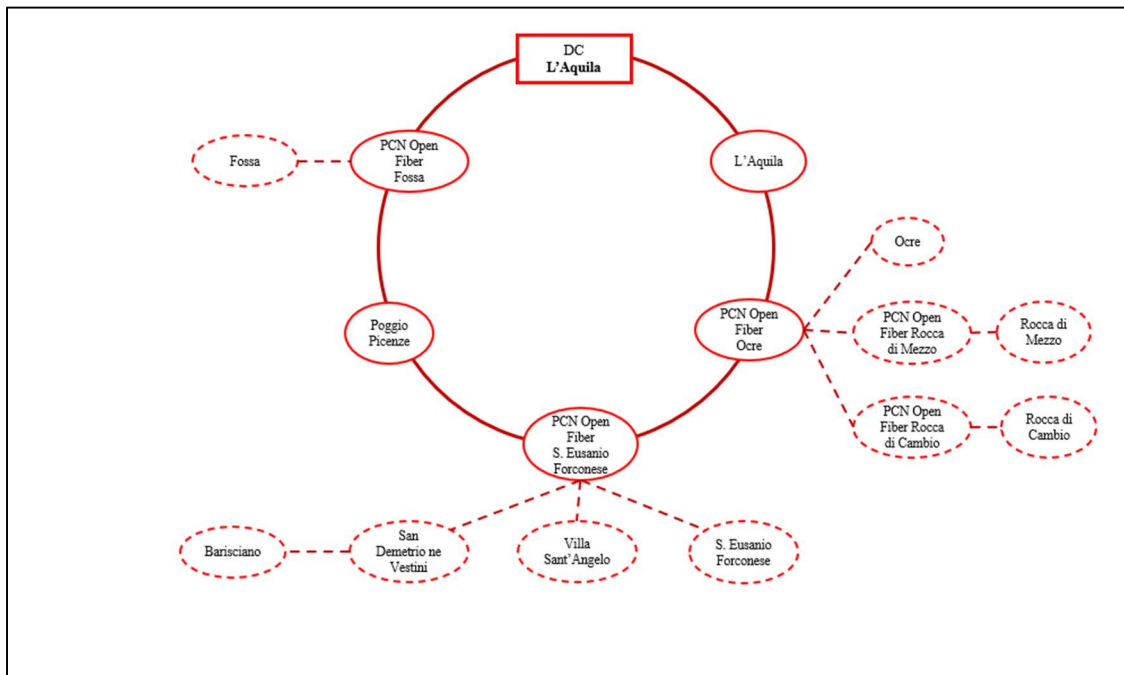 DC
L'Aquila
PCN Open
Fiber
Fossa
Fossa
L'Aquila
Ocre
PCN Open
Fiber
Ocre
PCN Open
Fiber Rocca
di Mezzo
Rocca di
Mezzo
PCN Open
Fiber Rocca
di Cambio
Rocca di
Cambio
Poggio
Picenze
PCN Open
Fiber
S. Eusanio
Forconese
Barisciano
San
Demetrio ne
Vestini
Villa
Sant'Angelo
S. Eusanio
Forconese